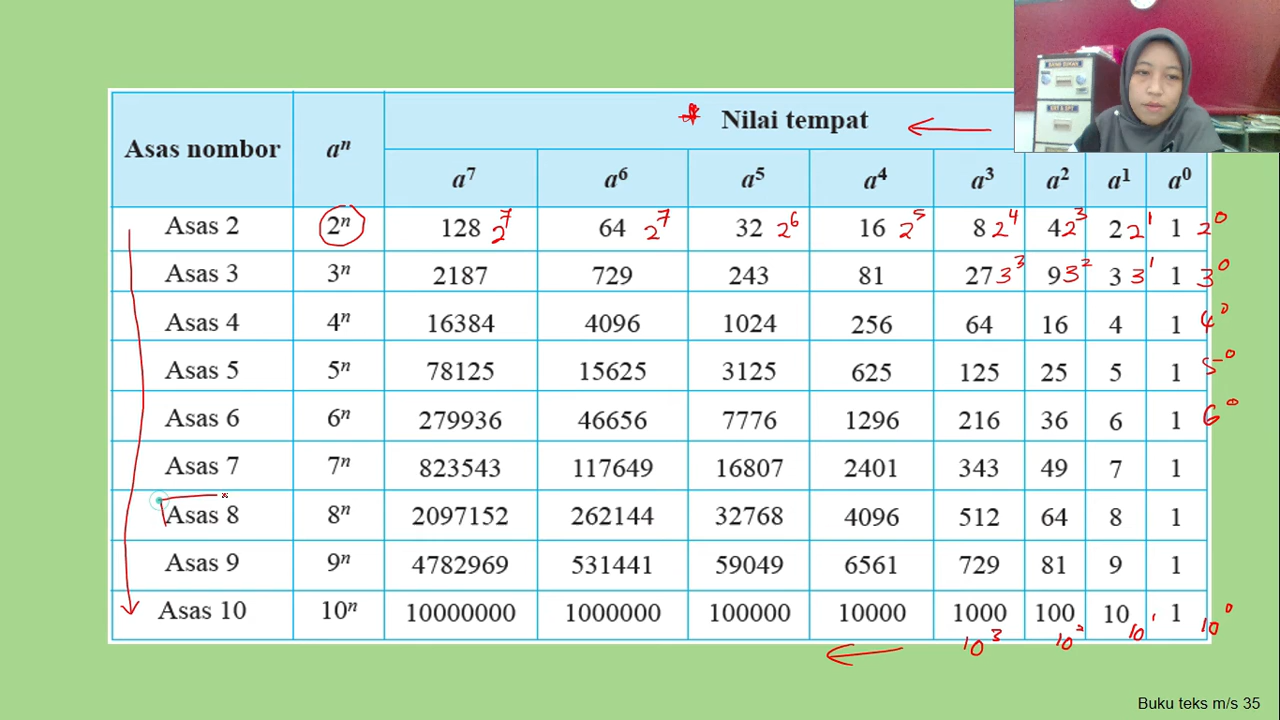 * Nilai tempat
Asas nombor aⁿ a⁷ a⁶ a⁵ a⁴ a³ a² a¹ a⁰
Asas 2 2ⁿ 128 2⁷ 64 2⁷ 32 2⁶ 16 2⁵ 8 2⁴ 4 2³ 2 2¹ 1 2⁰
Asas 3 3ⁿ 2187 729 243 81 27 3³ 9 3² 3 3¹ 1 3⁰
Asas 4 4ⁿ 16384 4096 1024 256 64 16 4 1 4⁰
Asas 5 5ⁿ 78125 15625 3125 625 125 25 5 1 5⁰
Asas 6 6ⁿ 279936 46656 7776 1296 216 36 6 1 6⁰
Asas 7 7ⁿ 823543 117649 16807 2401 343 49 7 1
Asas 8 8ⁿ 2097152 262144 32768 4096 512 64 8 1
Asas 9 9ⁿ 4782969 531441 59049 6561 729 81 9 1
Asas 10 10ⁿ 10000000 1000000 100000 10000 1000 100 10 1
10³ 10² 10¹ 10⁰
Buku teks m/s 35